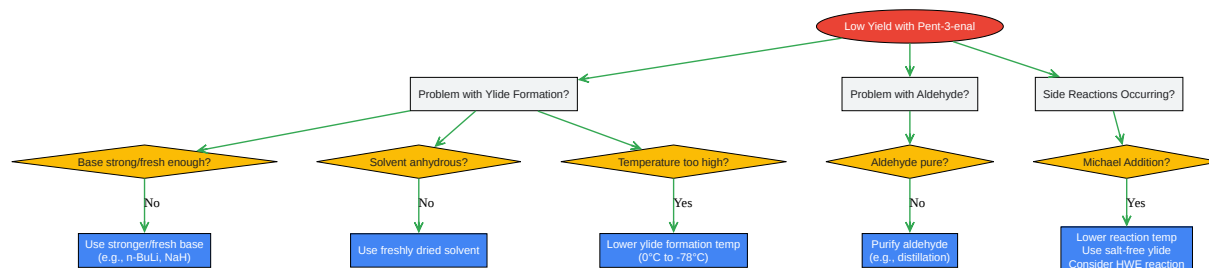 Low Yield with Pent-3-enal
Problem with Ylide Formation?
Problem with Aldehyde?
Side Reactions Occurring?
Base strong/fresh enough?
Solvent anhydrous?
Temperature too high?
Aldehyde pure?
Michael Addition?
No
No
Yes
No
Yes
Use stronger/fresh base
(e.g., n-BuLi, NaH)
Use freshly dried solvent
Lower ylide formation temp
(0°C to -78°C)
Purify aldehyde
(e.g., distillation)
Lower reaction temp
Use salt-free ylide
Consider HWE reaction